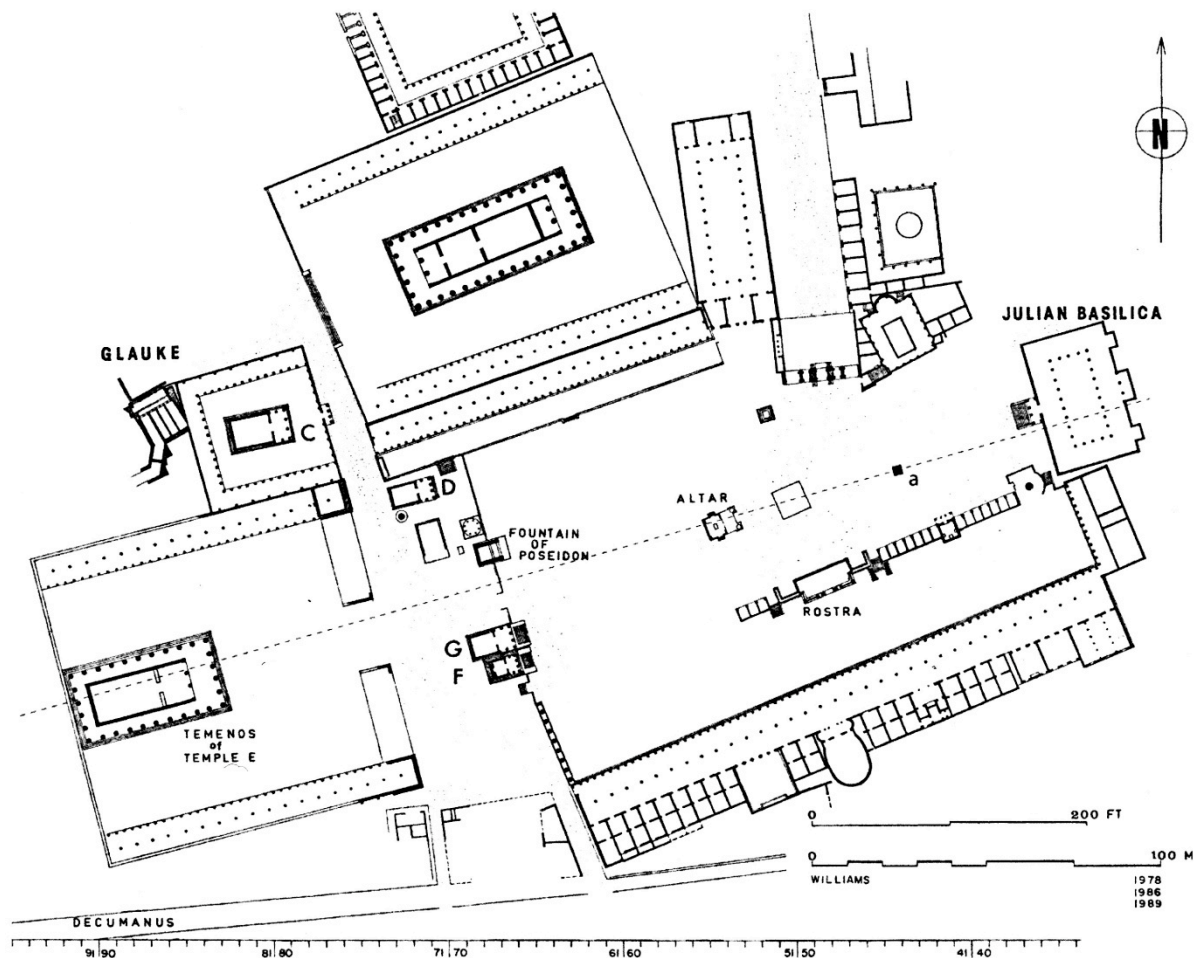 N
JULIAN BASILICA
GLAUKE
C
D
a
ALTAR
FOUNTAIN
OF
POSEIDON
ROSTRA
G
F
TEMENOS
of
TEMPLE E
0 200 FT
0 100 M
WILLIAMS 1978
1986
1989
DECUMANUS
91|90 81|80 71|70 61|60 51|50 41|40